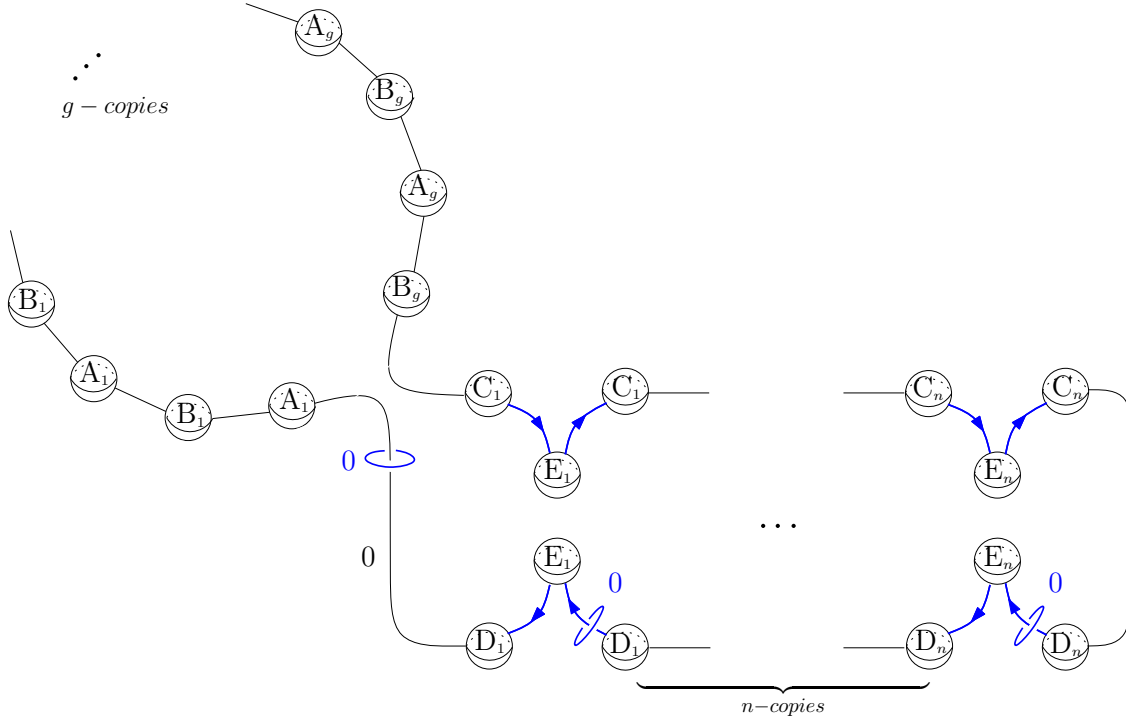 A_g
B_g
g – copies
A_g
B_g
B_1
A_1
B_1
A_1
C_1
C_1
C_n
C_n
0
E_1
E_n
...
0
E_1
E_n
0
0
D_1
D_1
D_n
D_n
n–copies